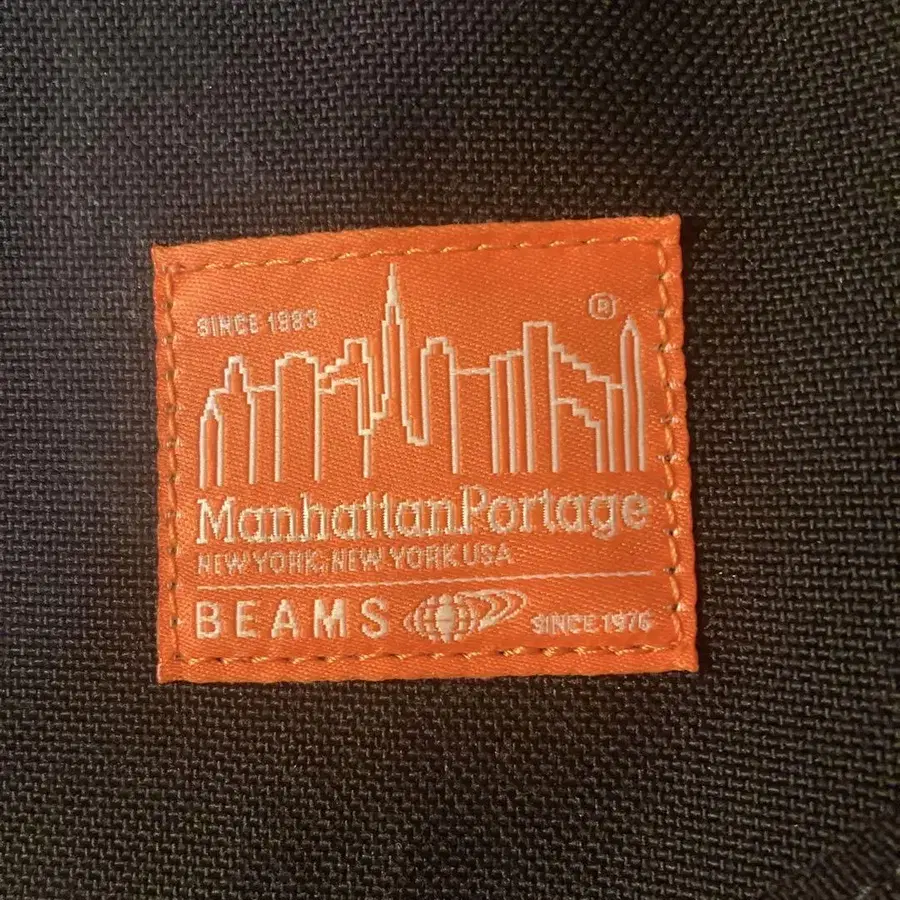 SINCE 1983
®
ManhattanPortage
NEW YORK, NEW YORK USA
BEAMS SINCE 1976